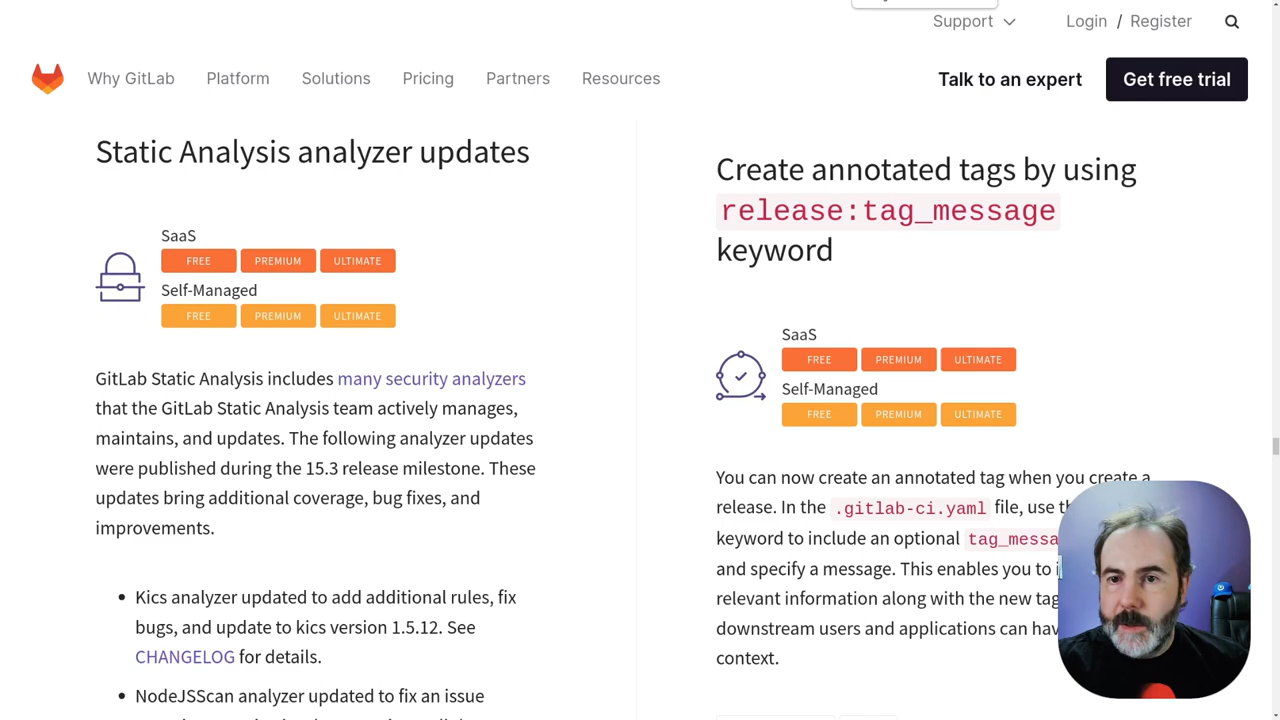 Support
Login / Register
Why GitLab Platform Solutions Pricing Partners Resources
Talk to an expert
Get free trial
Static Analysis analyzer updates
SaaS
FREE PREMIUM ULTIMATE
Self-Managed
FREE PREMIUM ULTIMATE
GitLab Static Analysis includes many security analyzers
that the GitLab Static Analysis team actively manages,
maintains, and updates. The following analyzer updates
were published during the 15.3 release milestone. These
updates bring additional coverage, bug fixes, and
improvements.
• Kics analyzer updated to add additional rules, fix
bugs, and update to kics version 1.5.12. See
CHANGELOG for details.
• NodeJSScan analyzer updated to fix an issue
Create annotated tags by using
release:tag_message
keyword
SaaS
FREE PREMIUM ULTIMATE
Self-Managed
FREE PREMIUM ULTIMATE
You can now create an annotated tag when you create a
release. In the .gitlab-ci.yaml file, use
keyword to include an optional
and specify a message. This enables you to
relevant information along with the new
downstream users and applications can
context.